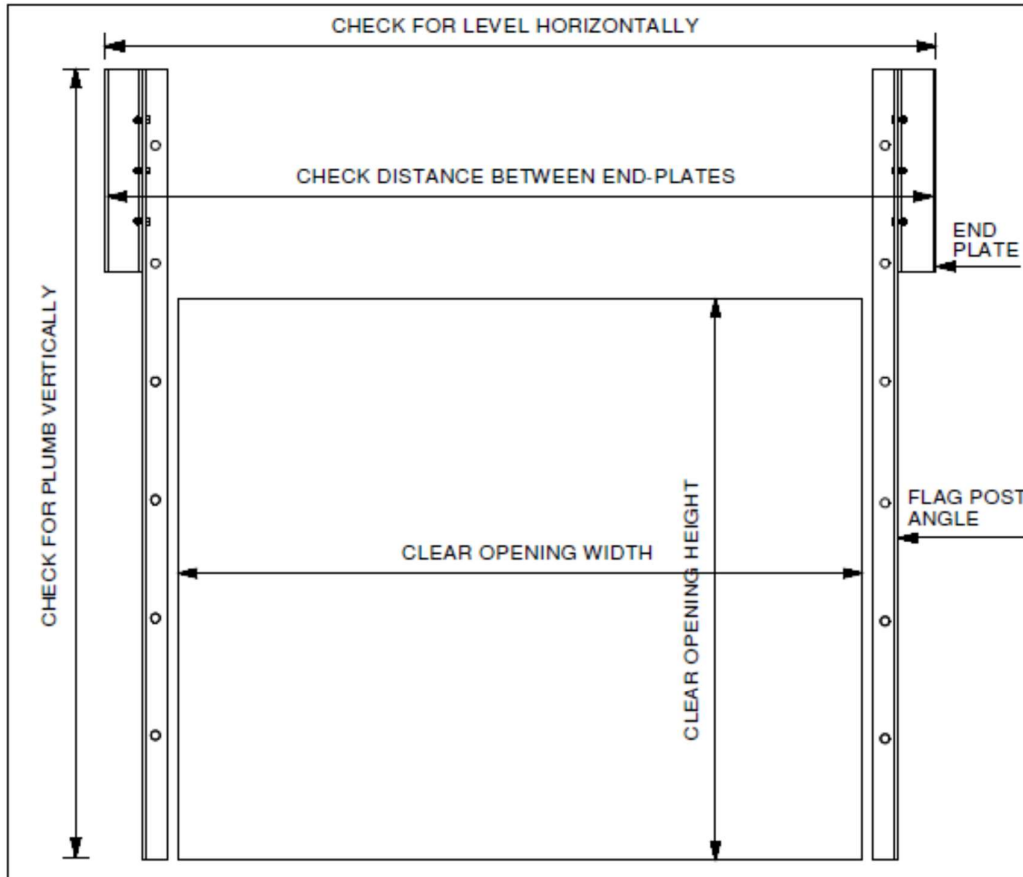 CHECK FOR LEVEL HORIZONTALLY
CHECK DISTANCE BETWEEN END-PLATES
END
PLATE
CHECK FOR PLUMB VERTICALLY
FLAG POST
ANGLE
CLEAR OPENING WIDTH
CLEAR OPENING HEIGHT